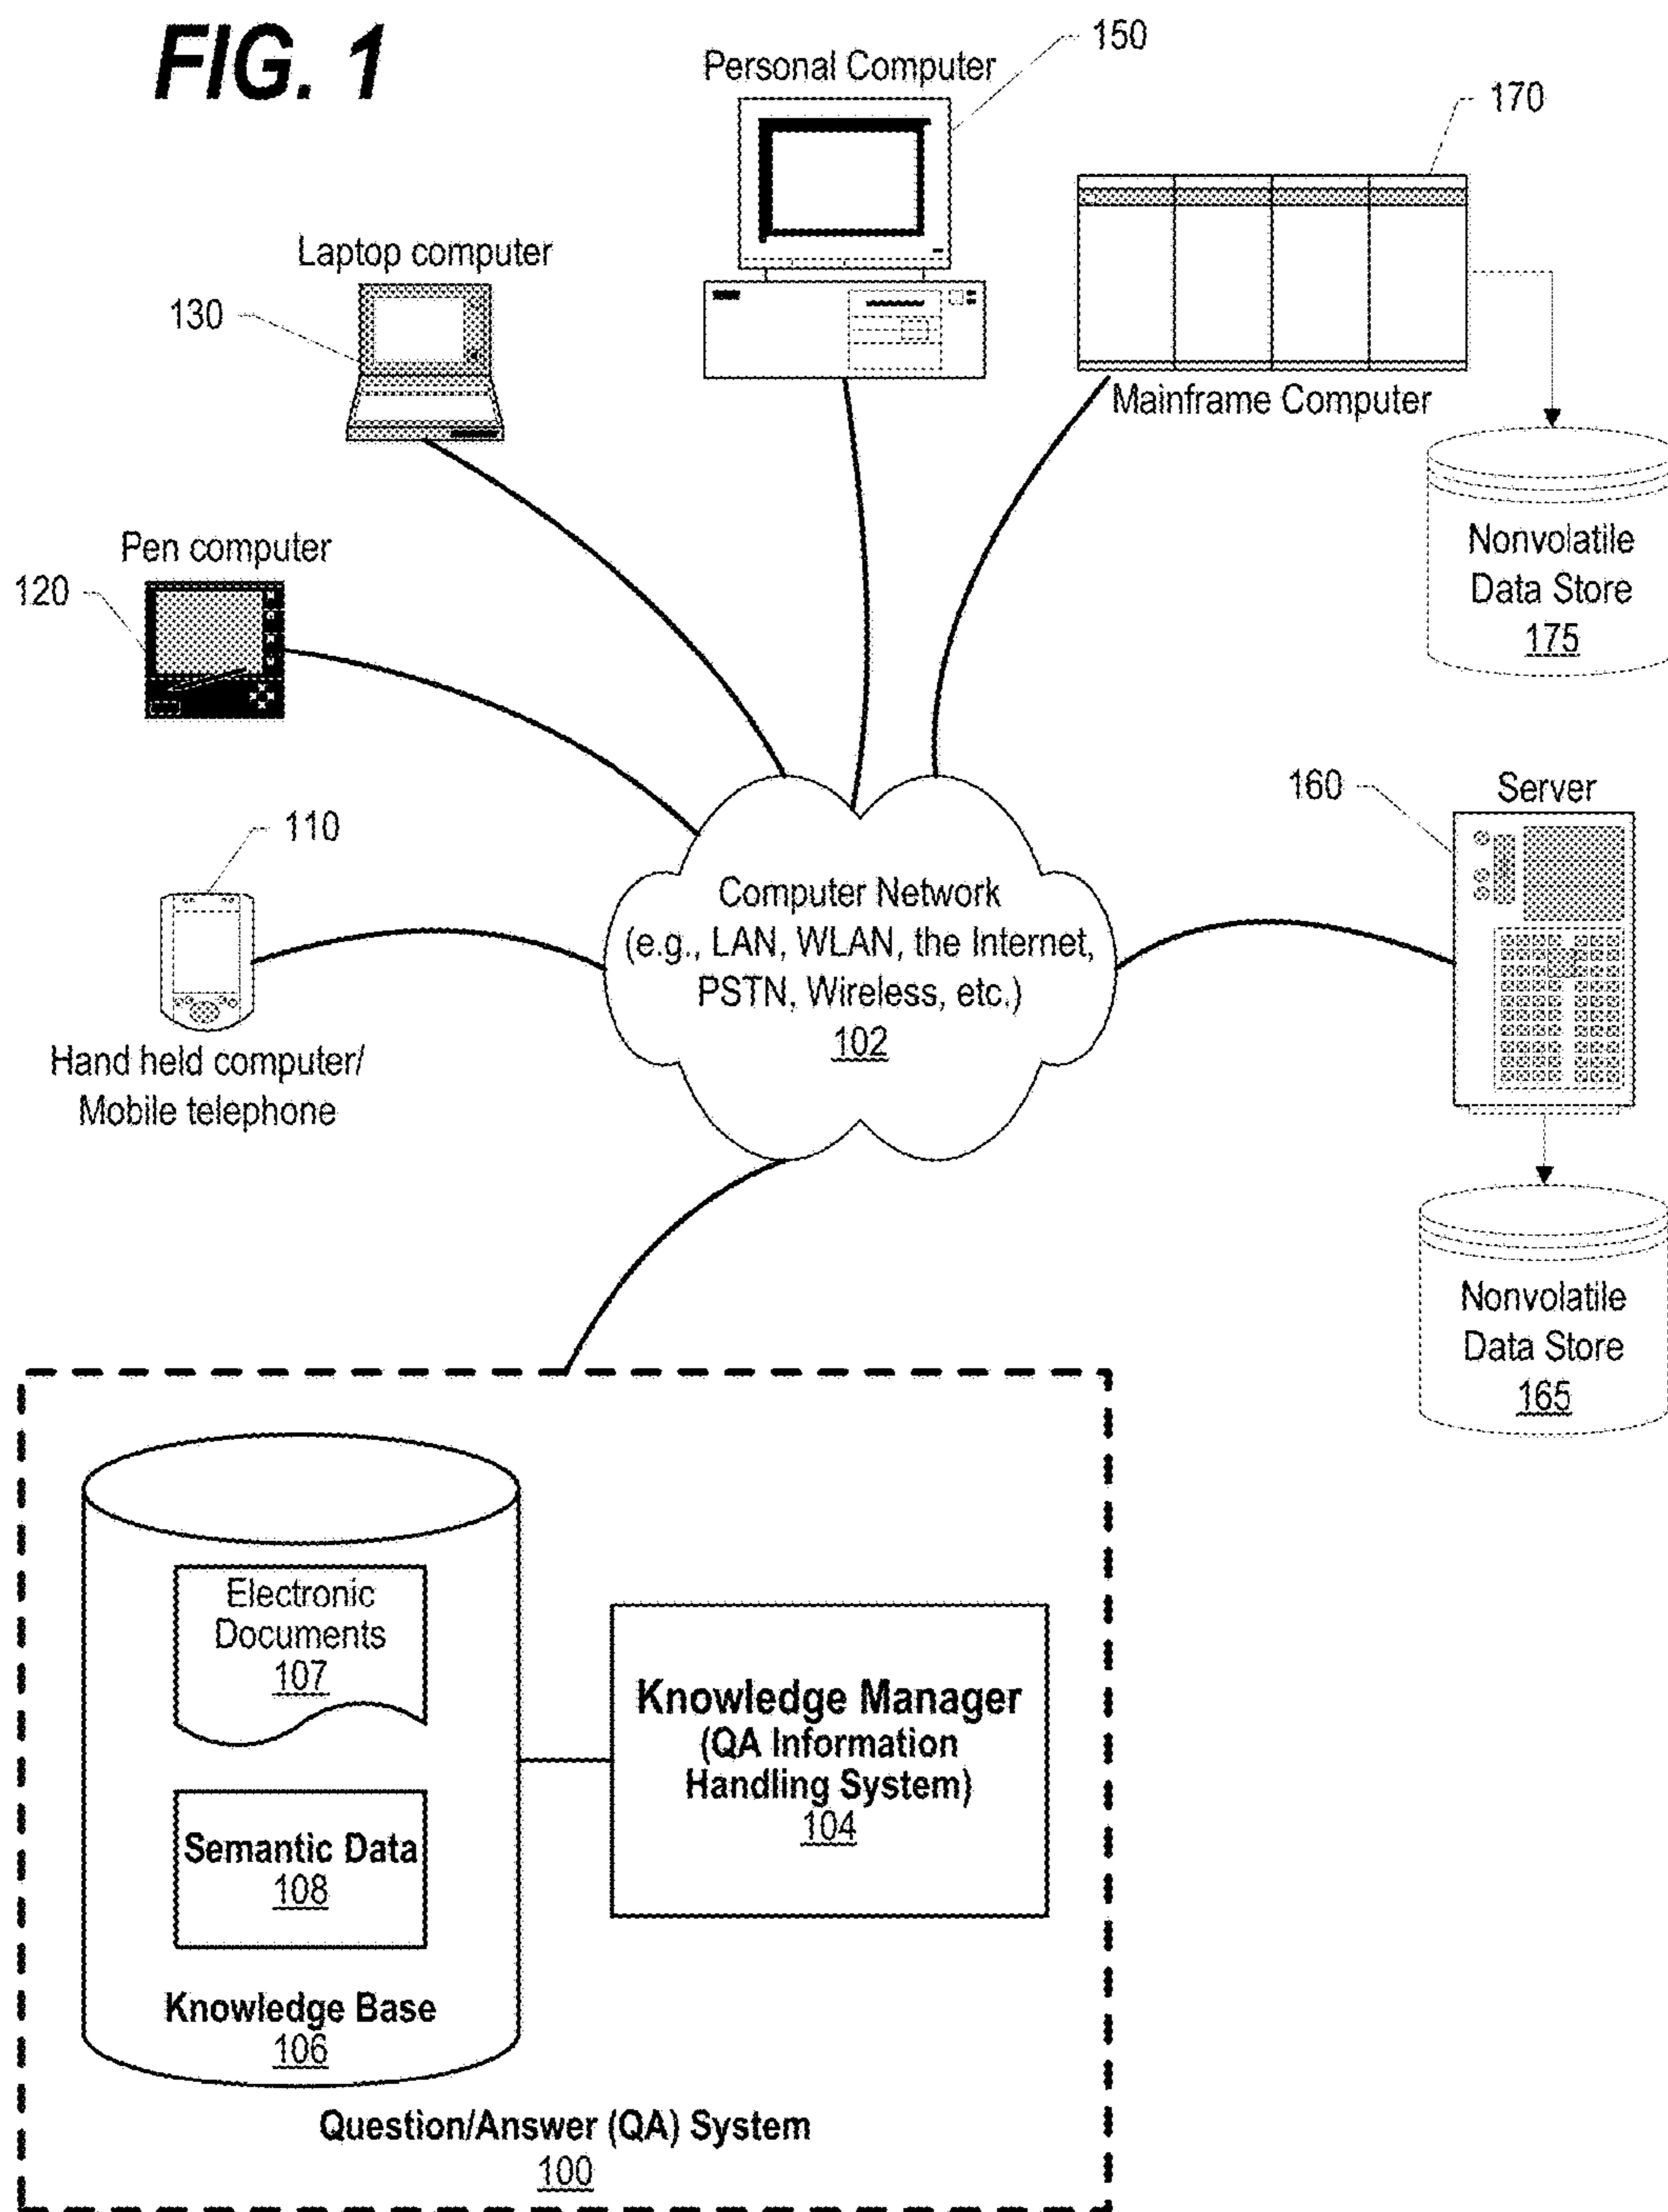 FIG. 1
Personal Computer
150
170
Laptop computer
130
Mainframe Computer
Pen computer
120
Nonvolatile
Data Store
175
110
Hand held computer/
Mobile telephone
Computer Network
(e.g., LAN, WLAN, the Internet,
PSTN, Wireless, etc.)
102
160
Server
Nonvolatile
Data Store
165
Electronic
Documents
107
Semantic Data
108
Knowledge Base
106
Knowledge Manager
(QA Information
Handling System)
104
Question/Answer (QA) System
100